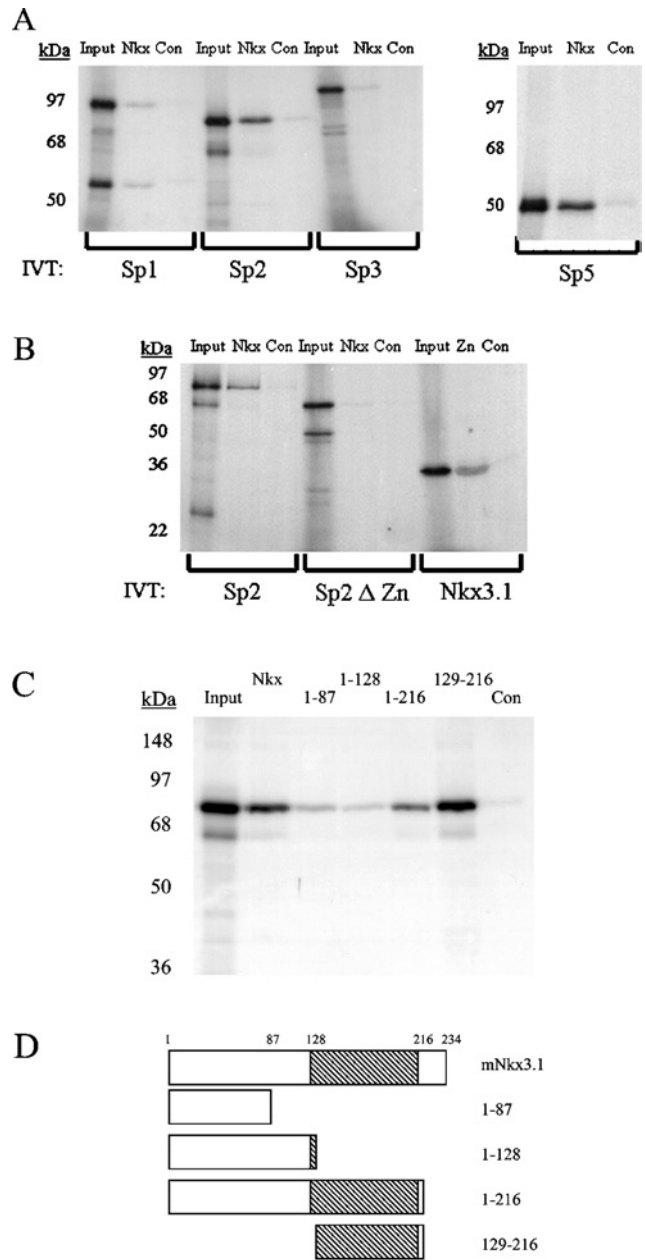 A
kDa Input Nkx Con Input Nkx Con Input Nkx Con
97
68
50
IVT: Sp1 Sp2 Sp3
kDa Input Nkx Con
97
68
50
Sp5
B
kDa Input Nkx Con Input Nkx Con Input Zn Con
97
68
50
36
22
IVT: Sp2 Sp2 Δ Zn Nkx3.1
C
kDa Input Nkx 1-87 1-128 1-216 129-216 Con
148
97
68
50
36
D
1 87 128 216 234
mNkx3.1
1-87
1-128
1-216
129-216